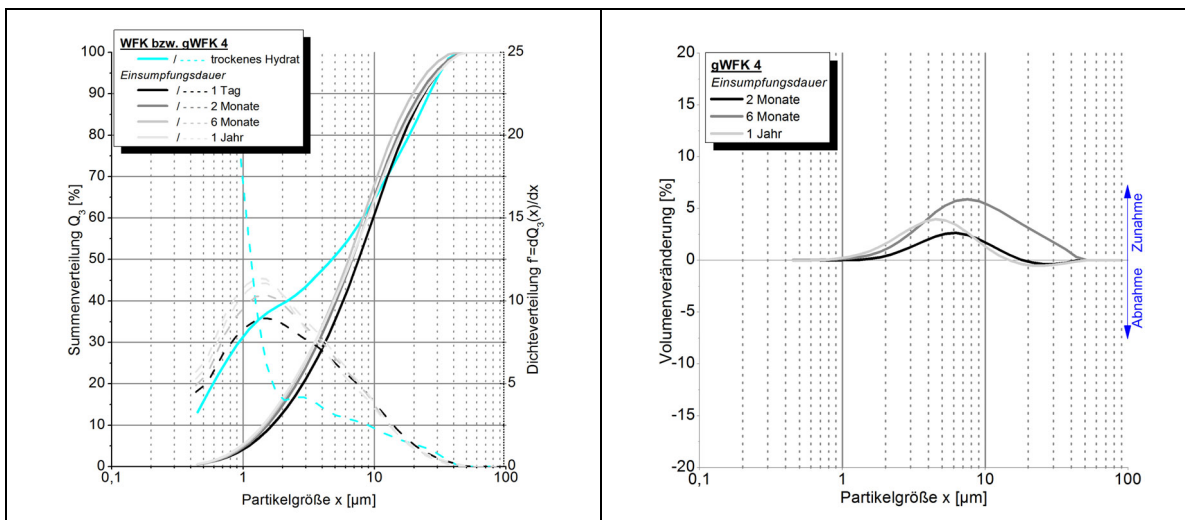 WFK bzw. gWFK 4
/ trockenes Hydrat
Einsumpfungsdauer
/ 1 Tag
/ 2 Monate
/ 6 Monate
/ 1 Jahr
Summenverteilung Q3 [%]
100
90
80
70
60
50
40
30
20
10
0
25
20
15
10
5
0
Dichteverteilung f'=dQ3(x)/dx
0,1
1
10
100
Partikelgröße x [µm]
gWFK 4
Einsumpfungsdauer
2 Monate
6 Monate
1 Jahr
Volumenveränderung [%]
20
15
10
5
0
-5
-10
-15
-20
Zunahme
Abnahme
0,1
1
10
100
Partikelgröße x [µm]